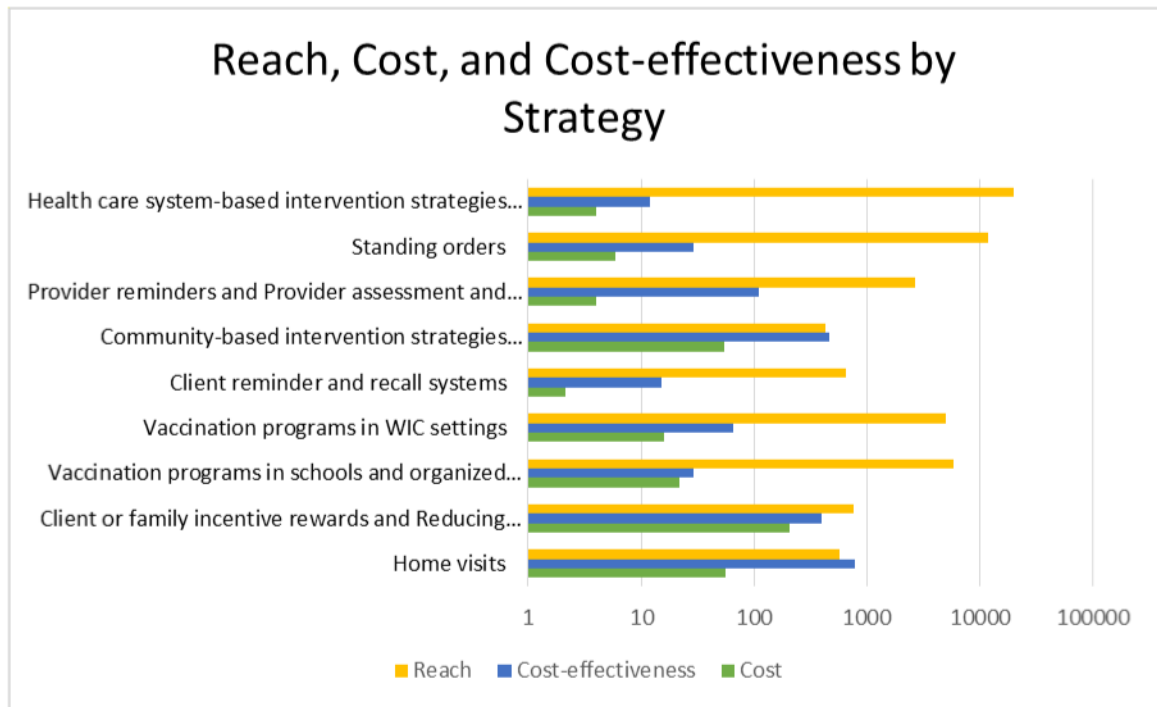 Reach, Cost, and Cost-effectiveness by
Strategy
Health care system-based intervention strategies...
Standing orders
Provider reminders and Provider assessment and...
Community-based intervention strategies...
Client reminder and recall systems
Vaccination programs in WIC settings
Vaccination programs in schools and organized...
Client or family incentive rewards and Reducing...
Home visits
1 10 100 1000 10000 100000
Reach Cost-effectiveness Cost